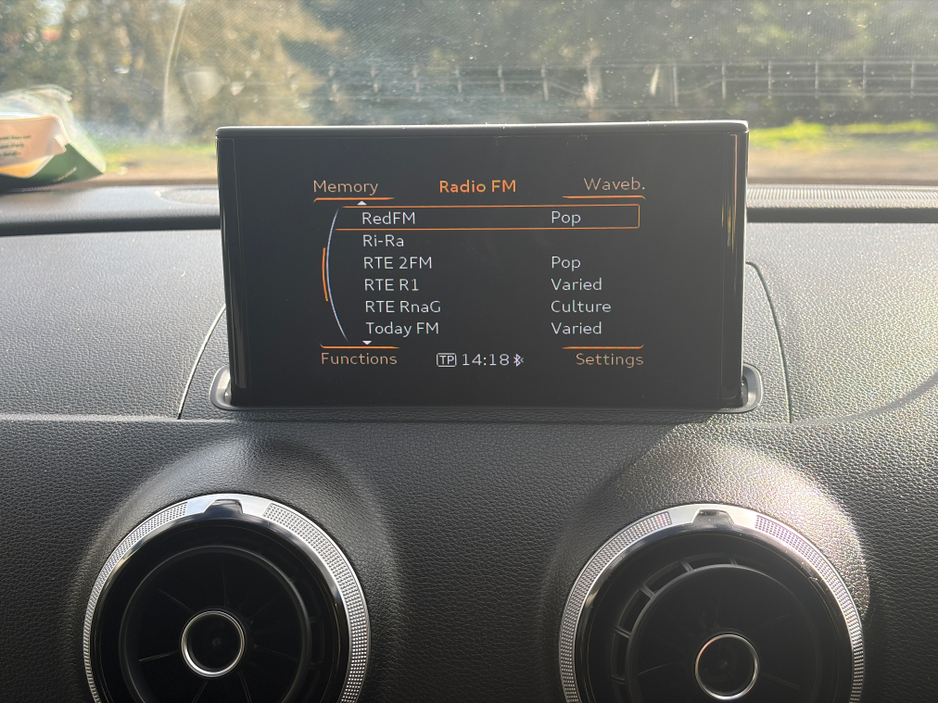 Memory Radio FM Waveb.
RedFM Pop
Ri-Ra
RTE 2FM Pop
RTE R1 Varied
RTE RnaG Culture
Today FM Varied
Functions TP 14:18 Settings